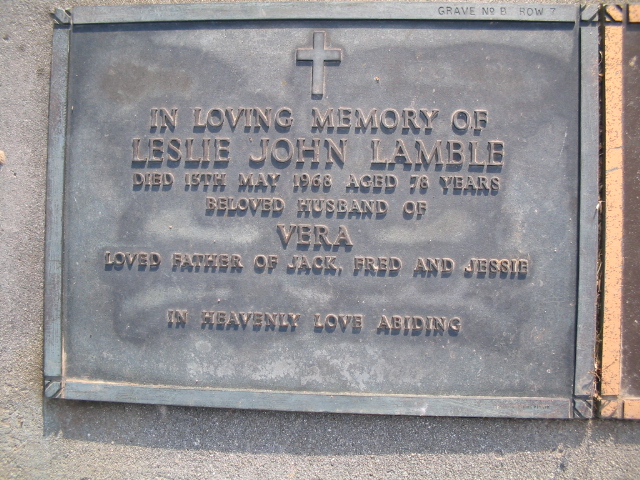 GRAVE NO 8 ROW 7
IN LOVING MEMORY OF
LESLIE JOHN LAMBLE
DIED 15TH MAY 1968 AGED 78 YEARS
BELOVED HUSBAND OF
VERA
LOVED FATHER OF JACK, FRED AND JESSIE
IN HEAVENLY LOVE ABIDING